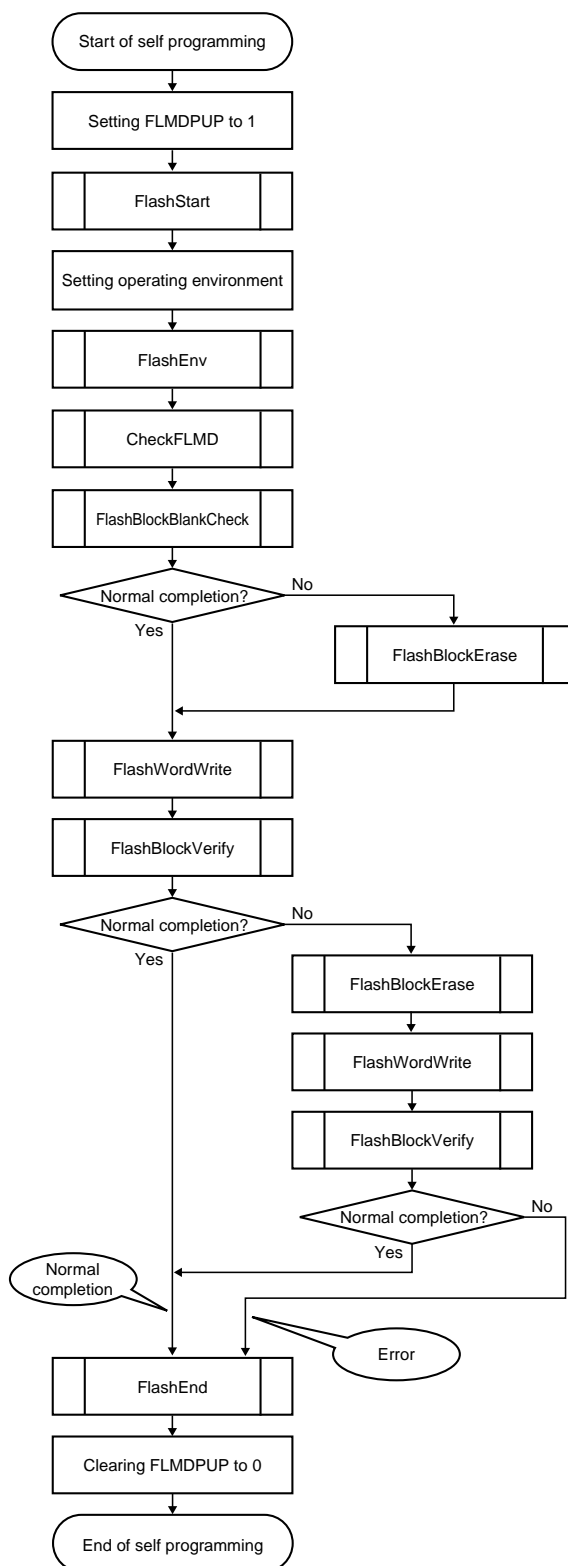 Start of self programming
Setting FLMDPUP to 1
FlashStart
Setting operating environment
FlashEnv
CheckFLMD
FlashBlockBlankCheck
Normal completion?
No
Yes
FlashBlockErase
FlashWordWrite
FlashBlockVerify
Normal completion?
No
Yes
FlashBlockErase
FlashWordWrite
FlashBlockVerify
Normal completion?
No
Yes
Normal
completion
Error
FlashEnd
Clearing FLMDPUP to 0
End of self programming